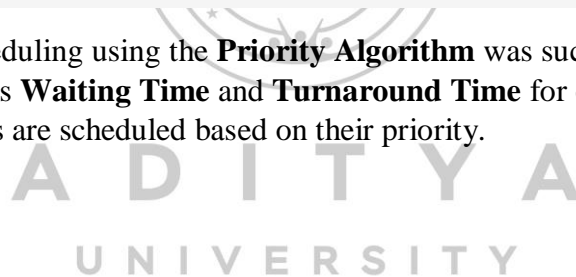 eduling using the Priority Algorithm was suc
s Waiting Time and Turnaround Time for
s are scheduled based on their priority.
ADITYA
UNIVERSITY